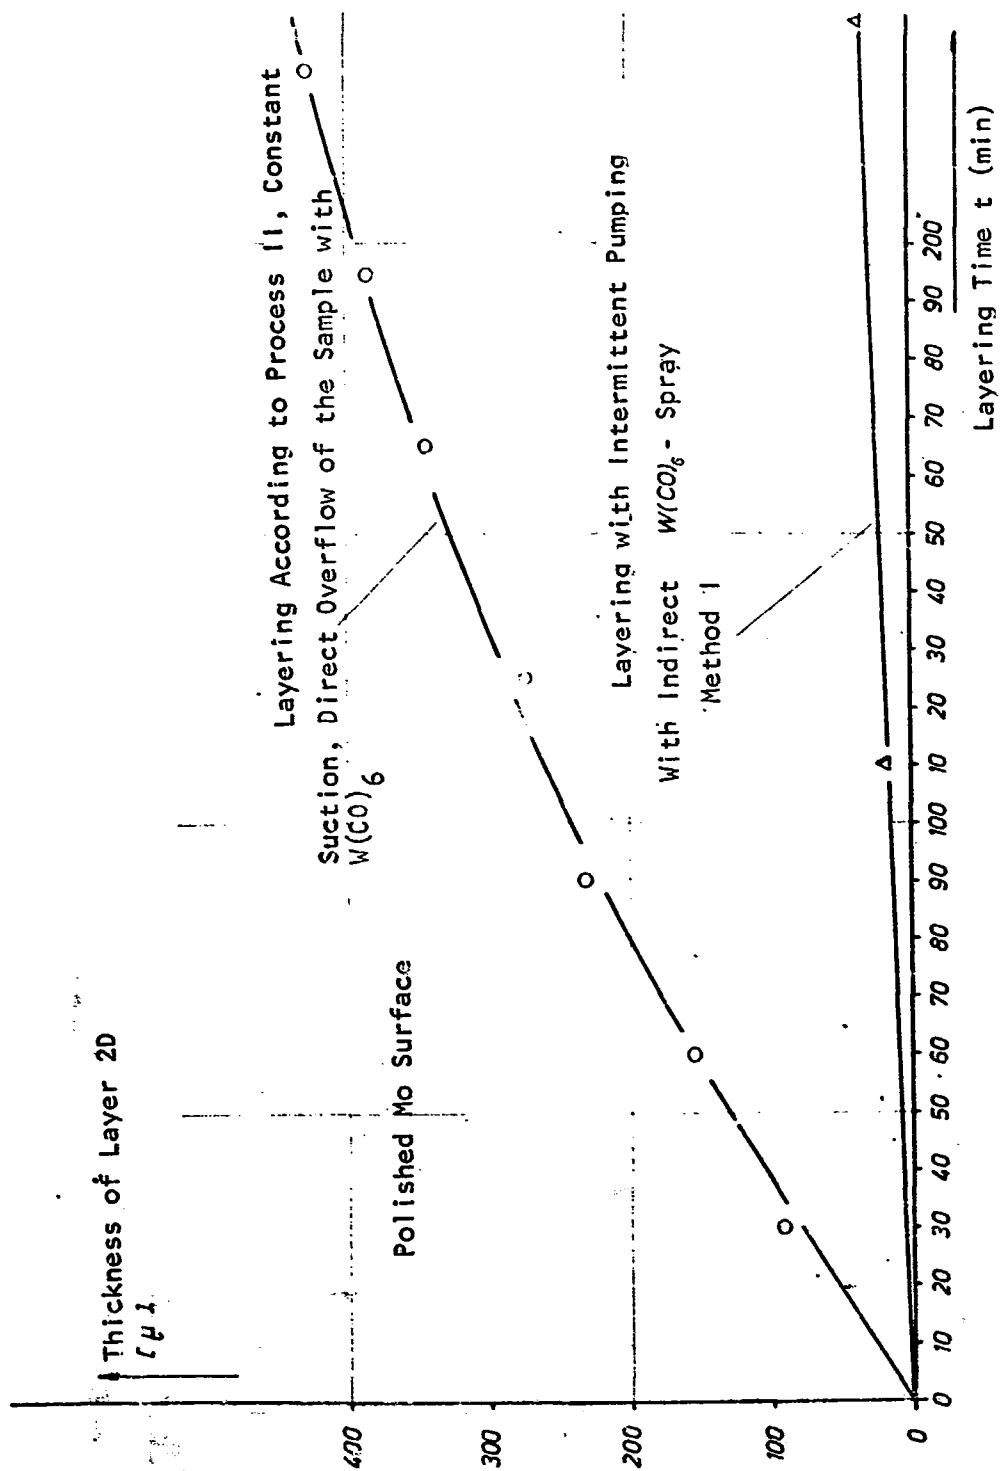 Thickness of Layer 2D
[μ]
Layering According to Process II, Constant
Suction, Direct Overflow of the Sample with
W(CO)6
Polished Mo Surface
Layering with Intermittent Pumping
With Indirect W(CO)6 - Spray
Method I
400
300
200
100
0
0 10 20 30 40 50 60 70 80 90 100 10 20 30 40 50 60 70 80 90 200
Layering Time t (min)